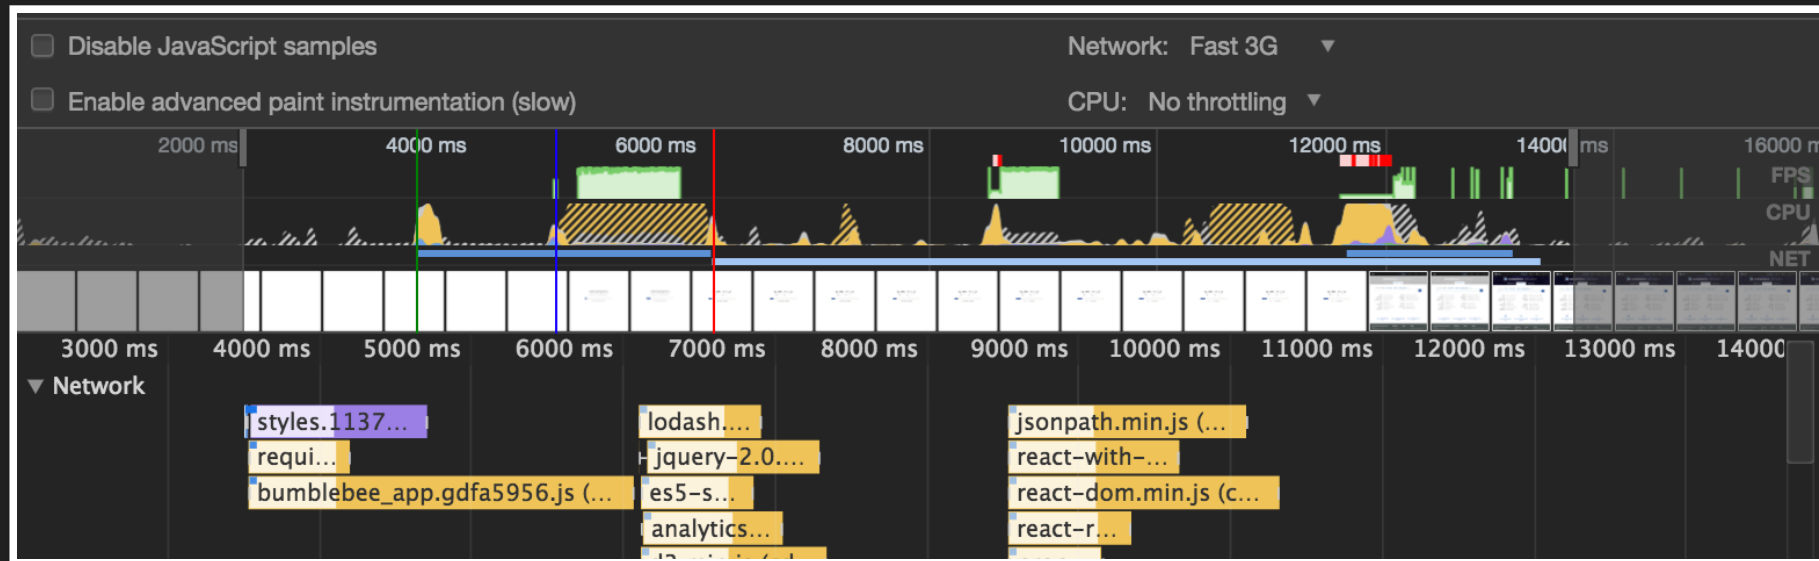 Disable JavaScript samples
Network: Fast 3G
Enable advanced paint instrumentation (slow)
CPU: No throttling
2000 ms 4000 ms 6000 ms 8000 ms 10000 ms 12000 ms 1400 ms 16000 m
FPS
CPU
NET
3000 ms 4000 ms 5000 ms 6000 ms 7000 ms 8000 ms 9000 ms 10000 ms 11000 ms 12000 ms 13000 ms 14000
Network
styles.1137... lodash.... jsonpath.min.js (...
requi... jquery-2.0.... react-with-...
bumblebee_app.gdfa5956.js (... es5-s... react-dom.min.js (c...
analytics... react-r...